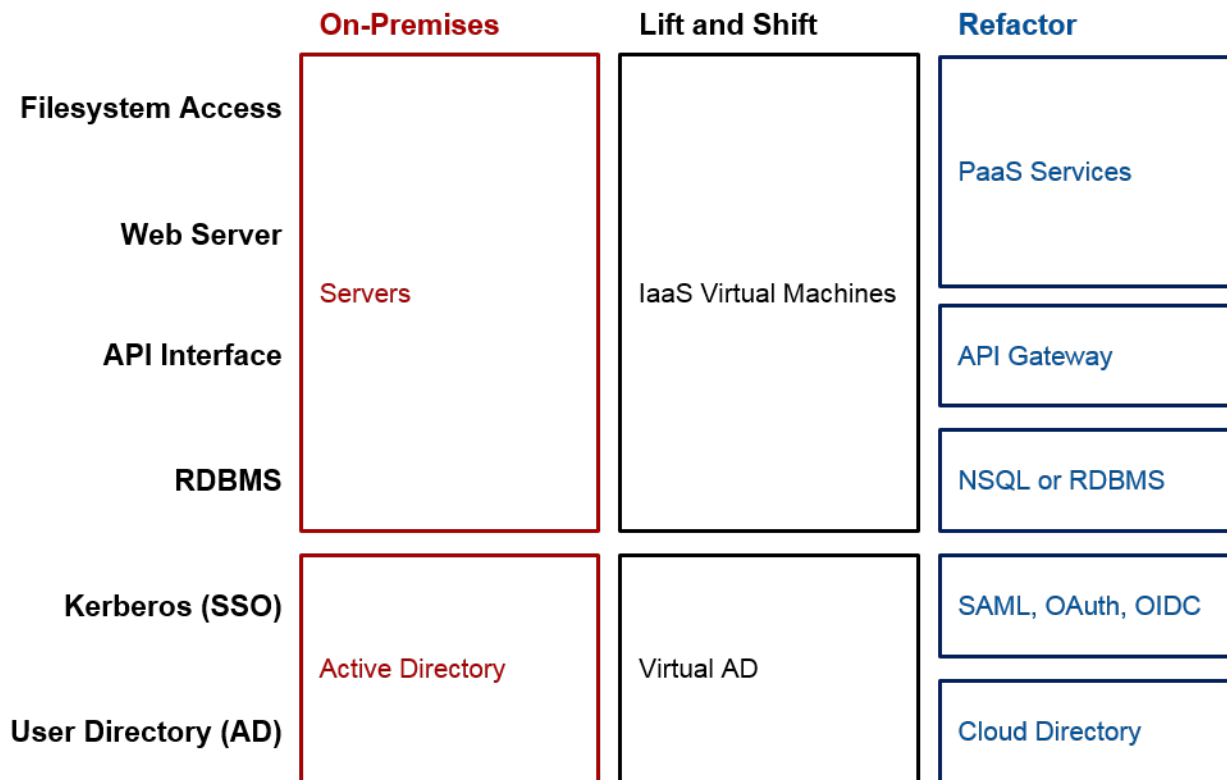 On-Premises Lift and Shift Refactor
Filesystem Access
PaaS Services
Web Server
Servers IaaS Virtual Machines
API Interface API Gateway
RDBMS NSQL or RDBMS
Kerberos (SSO) SAML, OAuth, OIDC
Active Directory Virtual AD
User Directory (AD) Cloud Directory